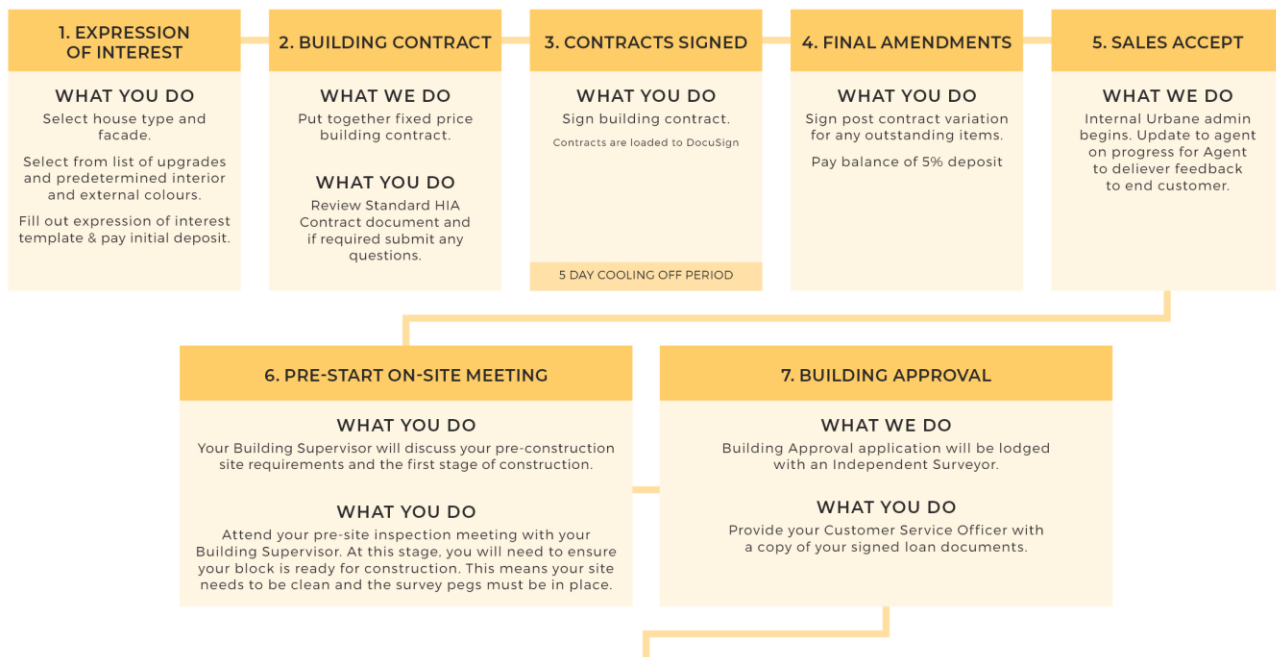 1. EXPRESSION
OF INTEREST
WHAT YOU DO
Select house type and
facade.
Select from list of upgrades
and predetermined interior
and external colours.
Fill out expression of interest
template & pay initial deposit.
2. BUILDING CONTRACT
WHAT WE DO
Put together fixed price
building contract.
WHAT YOU DO
Review Standard HIA
Contract document and
if required submit any
questions.
3. CONTRACTS SIGNED
WHAT YOU DO
Sign building contract.
Contracts are loaded to DocuSign
5 DAY COOLING OFF PERIOD
4. FINAL AMENDMENTS
WHAT YOU DO
Sign post contract variation
for any outstanding items.
Pay balance of 5% deposit
5. SALES ACCEPT
WHAT WE DO
Internal Urbane admin
begins. Update to agent
on progress for Agent
to deliever feedback
to end customer.
6. PRE-START ON-SITE MEETING
WHAT YOU DO
Your Building Supervisor will discuss your pre-construction
site requirements and the first stage of construction.
WHAT YOU DO
Attend your pre-site inspection meeting with your
Building Supervisor. At this stage, you will need to ensure
your block is ready for construction. This means your site
needs to be clean and the survey pegs must be in place.
7. BUILDING APPROVAL
WHAT WE DO
Building Approval application will be lodged
with an Independent Surveyor.
WHAT YOU DO
Provide your Customer Service Officer with
a copy of your signed loan documents.